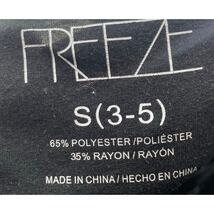 FREEZE
S(3-5)
65% POLYESTER/POLIÉSTER
35% RAYON/RAYÓN
MADE IN CHINA/HECHO EN CHINA